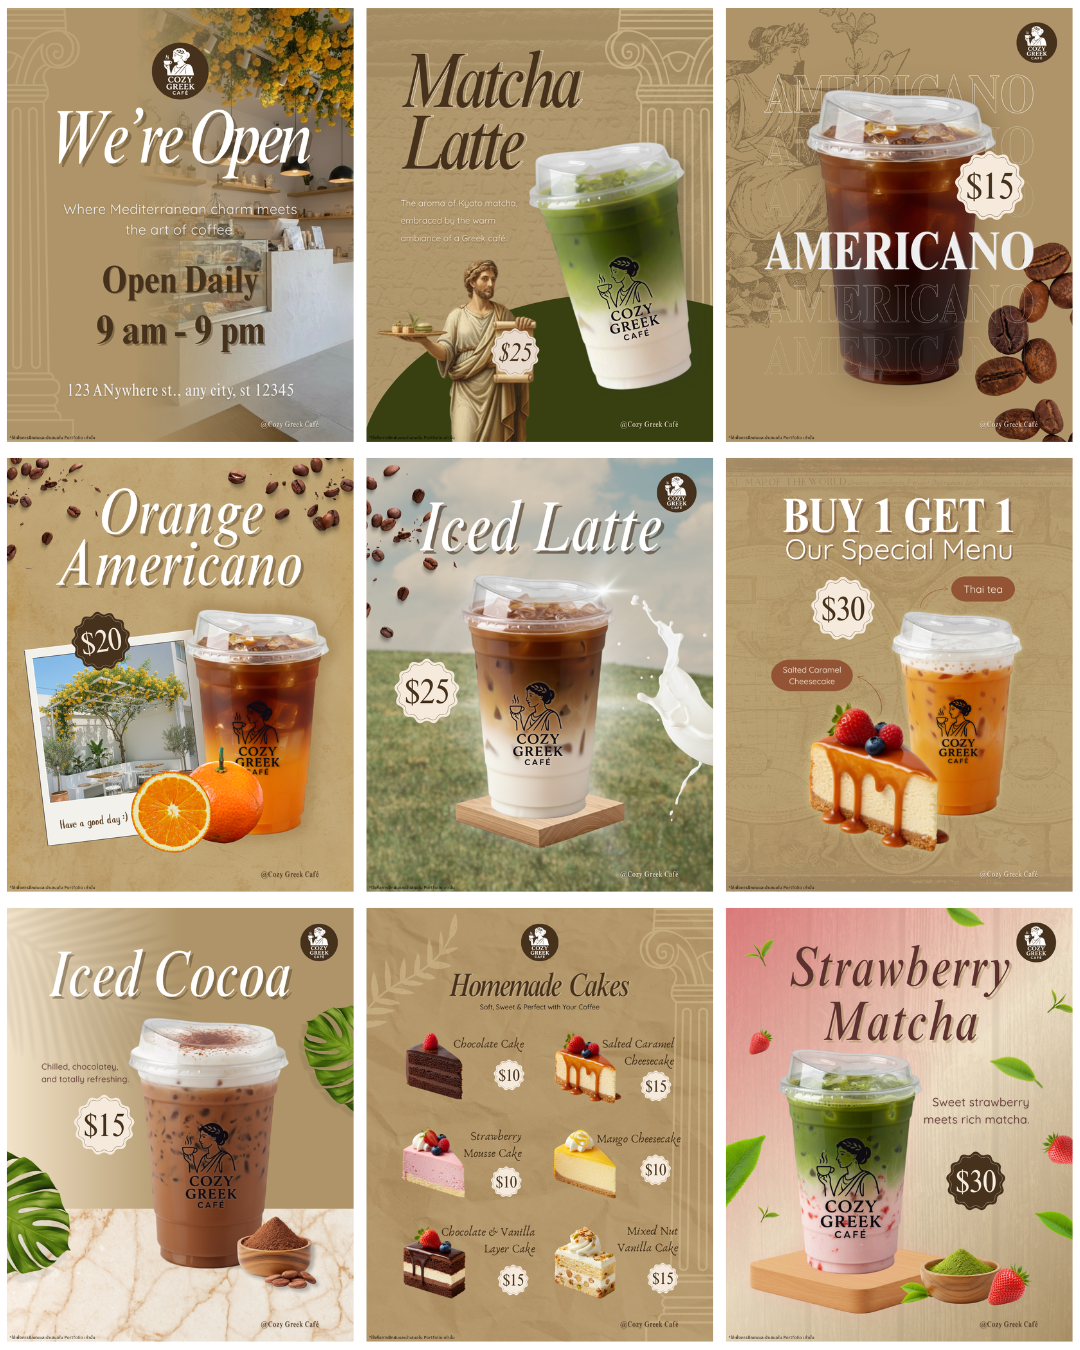 COZY
GREEK
CAFÉ
We're Open
Where Mediterranean charm meets
the art of coffee
Open Daily
9 am - 9 pm
123 ANywhere st., any city, st 12345
@Cozy Greek Café
Matcha
Latte
The aroma of Kyoto matcha,
embraced by the warm
ambiance of a Greek café.
COZY
GREEK
CAFÉ
$25
@Cozy Greek Café
COZY
GREEK
CAFÉ
AMERICANO
$15
AMERICANO
AMERICANO
AMERICANO
@Cozy Greek Café
Orange
Americano
$20
COZY
GREEK
CAFÉ
Have a good day :)
@Cozy Greek Café
COZY
GREEK
CAFÉ
Iced Latte
$25
COZY
GREEK
CAFÉ
@Cozy Greek Café
BUY 1 GET 1
Our Special Menu
$30
Thai tea
Salted Caramel
Cheesecake
COZY
GREEK
CAFÉ
@Cozy Greek Café
COZY
GREEK
CAFÉ
Iced Cocoa
Chilled, chocolatey,
and totally refreshing.
$15
COZY
GREEK
CAFÉ
@Cozy Greek Café
COZY
GREEK
CAFÉ
Homemade Cakes
Soft, Sweet & Perfect with Your Coffee
Chocolate Cake
$10
Salted Caramel
Cheesecake
$15
Strawberry
Mousse Cake
$10
Mango Cheesecake
$10
Chocolate & Vanilla
Layer Cake
$15
Mixed Nut
Vanilla Cake
$15
@Cozy Greek Café
COZY
GREEK
CAFÉ
Strawberry
Matcha
Sweet strawberry
meets rich matcha.
$30
COZY
GREEK
CAFÉ
@Cozy Greek Café